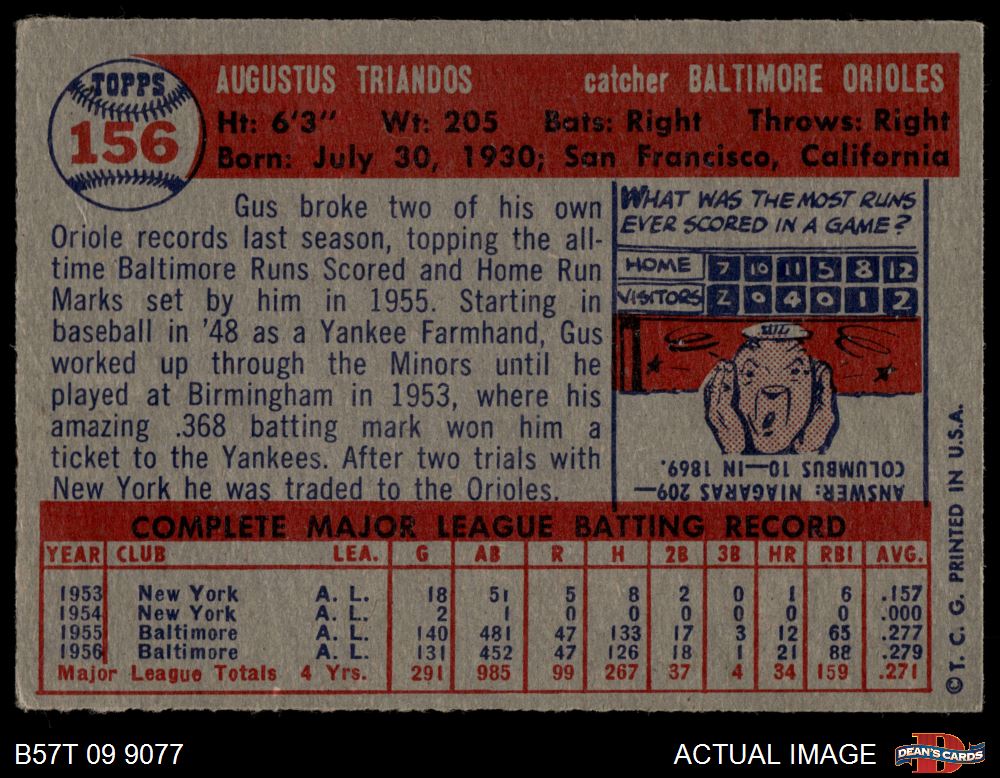 TOPPS
156
AUGUSTUS TRIANDOS catcher BALTIMORE ORIOLES
Ht: 6'3" Wt: 205 Bats: Right Throws: Right
Born: July 30, 1930; San Francisco, California
Gus broke two of his own
Oriole records last season, topping the all-
time Baltimore Runs Scored and Home Run
Marks set by him in 1955. Starting in
baseball in '48 as a Yankee Farmhand, Gus
worked up through the Minors until he
played at Birmingham in 1953, where his
amazing .368 batting mark won him a
ticket to the Yankees. After two trials with
New York he was traded to the Orioles.
WHAT WAS THE MOST RUNS
EVER SCORED IN A GAME?
HOME 7 10 11 5 8 12
VISITORS 2 0 4 0 1 2
ANSWER: NIAGARAS 209—
COLUMBUS 10—IN 1869.
COMPLETE MAJOR LEAGUE BATTING RECORD
YEAR CLUB LEA. G AB R H 2B 3B HR RBI AVG.
1953 New York A. L. 18 51 5 8 2 0 1 6 .157
1954 New York A. L. 2 1 0 0 0 0 0 0 .000
1955 Baltimore A. L. 140 481 47 133 17 3 12 65 .277
1956 Baltimore A. L. 131 452 47 126 18 1 21 88 .279
Major League Totals 4 Yrs. 291 985 99 267 37 4 34 159 .271
© T. C. G. PRINTED IN U.S.A.
B57T 09 9077
ACTUAL IMAGE
DEAN'S CARDS